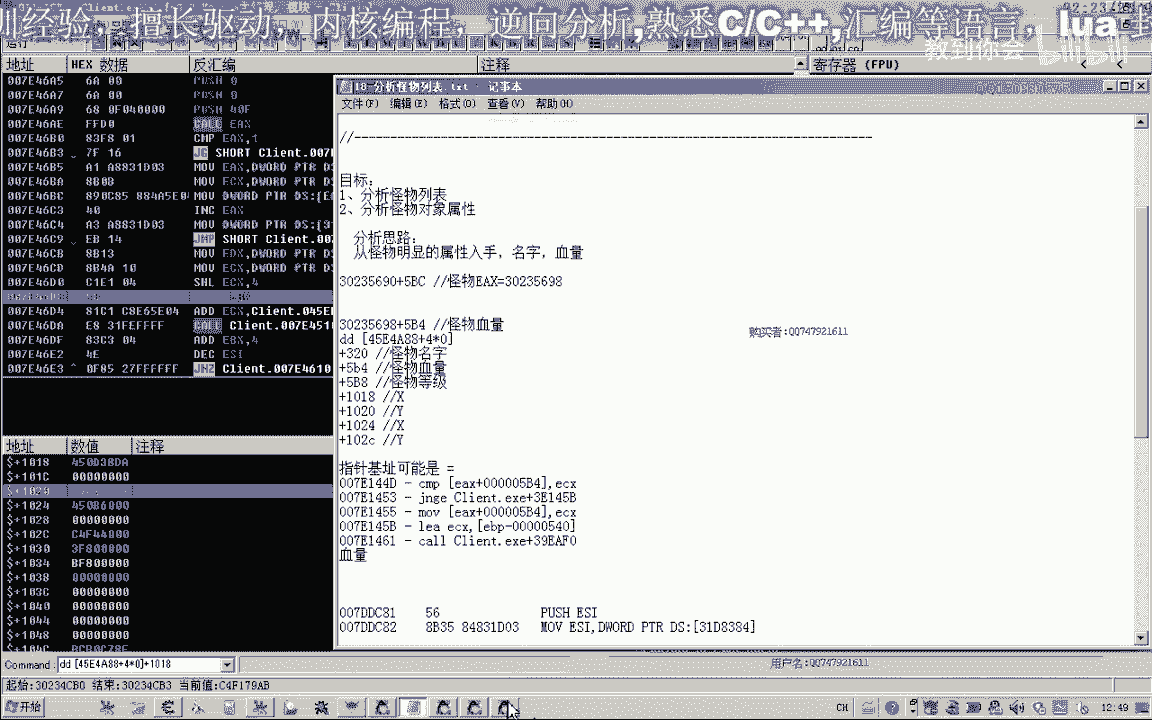 训经验, 擅长驱动、内核编程, 逆向分析,熟悉C/C++,汇编等语言, lua
教到你会 bilibili
地址 HEX 数据 反汇编 注释 寄存器 (FPU)
007E46A5 6A 00 PUSH 0
007E46A7 6A 00 PUSH 0
007E46A9 68 0F040000 PUSH 40F
007E46AE FFD0 CALL EAX
007E46B0 83F8 01 CMP EAX,1
007E46B3 7F 16 JG SHORT Client.007
007E46B5 A1 A8831D03 MOV EAX,DWORD PTR D
007E46BA 8B0B MOV ECX,DWORD PTR D
007E46BC 890C85 884A5E0 MOV DWORD PTR DS:[E
007E46C3 40 INC EAX
007E46C4 A3 A8831D03 MOV DWORD PTR DS:[3
007E46C9 EB 14 JMP SHORT Client.00
007E46CB 8B13 MOV EDX,DWORD PTR D
007E46CD 8B4A 10 MOV ECX,DWORD PTR D
007E46D0 C1E1 04 SHL ECX,4
007E46D4 81C1 C8E65E04 ADD ECX,Client.045E
007E46DA E8 31FEFFFF CALL Client.007E451
007E46DF 83C3 04 ADD EBX,4
007E46E2 4E DEC ESI
007E46E3 ^ 0F85 27FFFFFF JNZ Client.007E4610
地址 数值 注释
$+1018 450D38DA
$+101C 00000000
$+1020
$+1024 450B6000
$+1028 00000000
$+102C C4F44000
$+1030 3F800000
$+1034 BF800000
$+1038 00000000
$+103C 00000000
$+1040 00000000
$+1044 00000000
$+1048 00000000
18-分析怪物列表.txt - 记事本
文件(F) 编辑(E) 格式(O) 查看(V) 帮助(H)
//------------------------------------------------------------------------
目标:
1、分析怪物列表
2、分析怪物对象属性
分析思路:
从怪物明显的属性入手,名字,血量
30235690+5BC //怪物EAX=30235698
30235698+5B4 //怪物血量
dd [45E4A88+4*0]
+320 //怪物名字
+5b4 //怪物血量
+5B8 //怪物等级
+1018 //X
+1020 //Y
+1024 //X
+102c //Y
购买者:QQ747921611
指针基址可能是 =
007E144D - cmp [eax+000005B4],ecx
007E1453 - jnge Client.exe+3E145B
007E1455 - mov [eax+000005B4],ecx
007E145B - lea ecx,[ebp-00000540]
007E1461 - call Client.exe+39EAF0
血量
007DDC81 56 PUSH ESI
007DDC82 8B35 84831D03 MOV ESI,DWORD PTR DS:[31D8384]
Command: dd [45E4A88+4*0]+1018
用户名:QQ747921611
起始:30234CB0 结束:30234CB3 当前值:C4F179AB
开始 CH 12:49